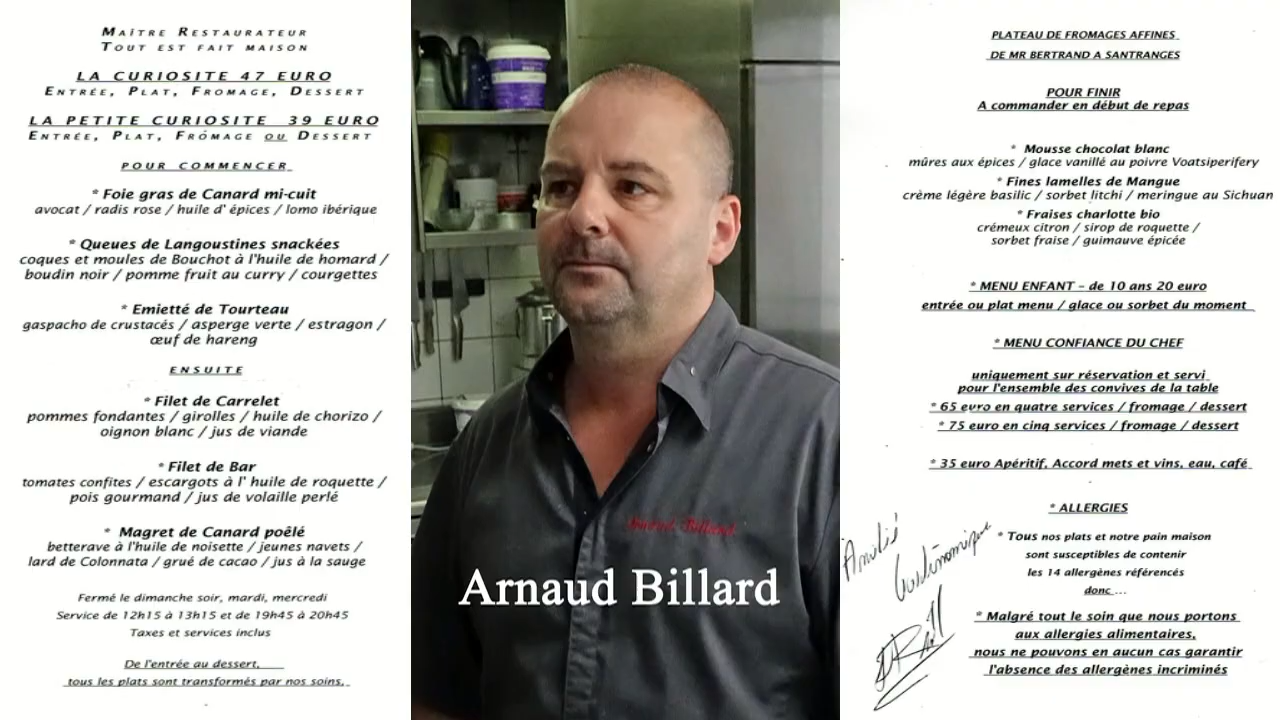 MAÎTRE RESTAURATEUR
TOUT EST FAIT MAISON
LA CURIOSITE 47 EURO
ENTRÉE, PLAT, FROMAGE, DESSERT
LA PETITE CURIOSITE 39 EURO
ENTRÉE, PLAT, FROMAGE OU DESSERT
POUR COMMENCER
* Foie gras de Canard mi-cuit
avocat / radis rose / huile d' épices / lomo ibérique
* Queues de Langoustines snackées
coques et moules de Bouchot à l'huile de homard /
boudin noir / pomme fruit au curry / courgettes
* Emietté de Tourteau
gaspacho de crustacés / asperge verte / estragon /
œuf de hareng
ENSUITE
* Filet de Carrelet
pommes fondantes / girolles / huile de chorizo /
oignon blanc / jus de viande
* Filet de Bar
tomates confites / escargots à l' huile de roquette /
pois gourmand / jus de volaille perlé
* Magret de Canard poêlé
betterave à l'huile de noisette / jeunes navets /
lard de Colonnata / grué de cacao / jus à la sauge
Fermé le dimanche soir, mardi, mercredi
Service de 12h15 à 13h15 et de 19h45 à 20h45
Taxes et services inclus
De l'entrée au dessert,
tous les plats sont transformés par nos soins.
Arnaud Billard
Arnaud Billard
PLATEAU DE FROMAGES AFFINES
DE MR BERTRAND A SANTRANGES
POUR FINIR
A commander en début de repas
* Mousse chocolat blanc
mûres aux épices / glace vanillé au poivre Voatsiperifery
* Fines lamelles de Mangue
crème légère basilic / sorbet litchi / meringue au Sichuan
* Fraises charlotte bio
crémeux citron / sirop de roquette /
sorbet fraise / guimauve épicée
* MENU ENFANT – de 10 ans 20 euro
entrée ou plat menu / glace ou sorbet du moment
* MENU CONFIANCE DU CHEF
uniquement sur réservation et servi
pour l'ensemble des convives de la table
* 65 euro en quatre services / fromage / dessert
* 75 euro en cinq services / fromage / dessert
* 35 euro Apéritif, Accord mets et vins, eau, café
* ALLERGIES
* Tous nos plats et notre pain maison
sont susceptibles de contenir
les 14 allergènes référencés
donc ...
* Malgré tout le soin que nous portons
aux allergies alimentaires,
nous ne pouvons en aucun cas garantir
l'absence des allergènes incriminés
Amitié
Gastronomique